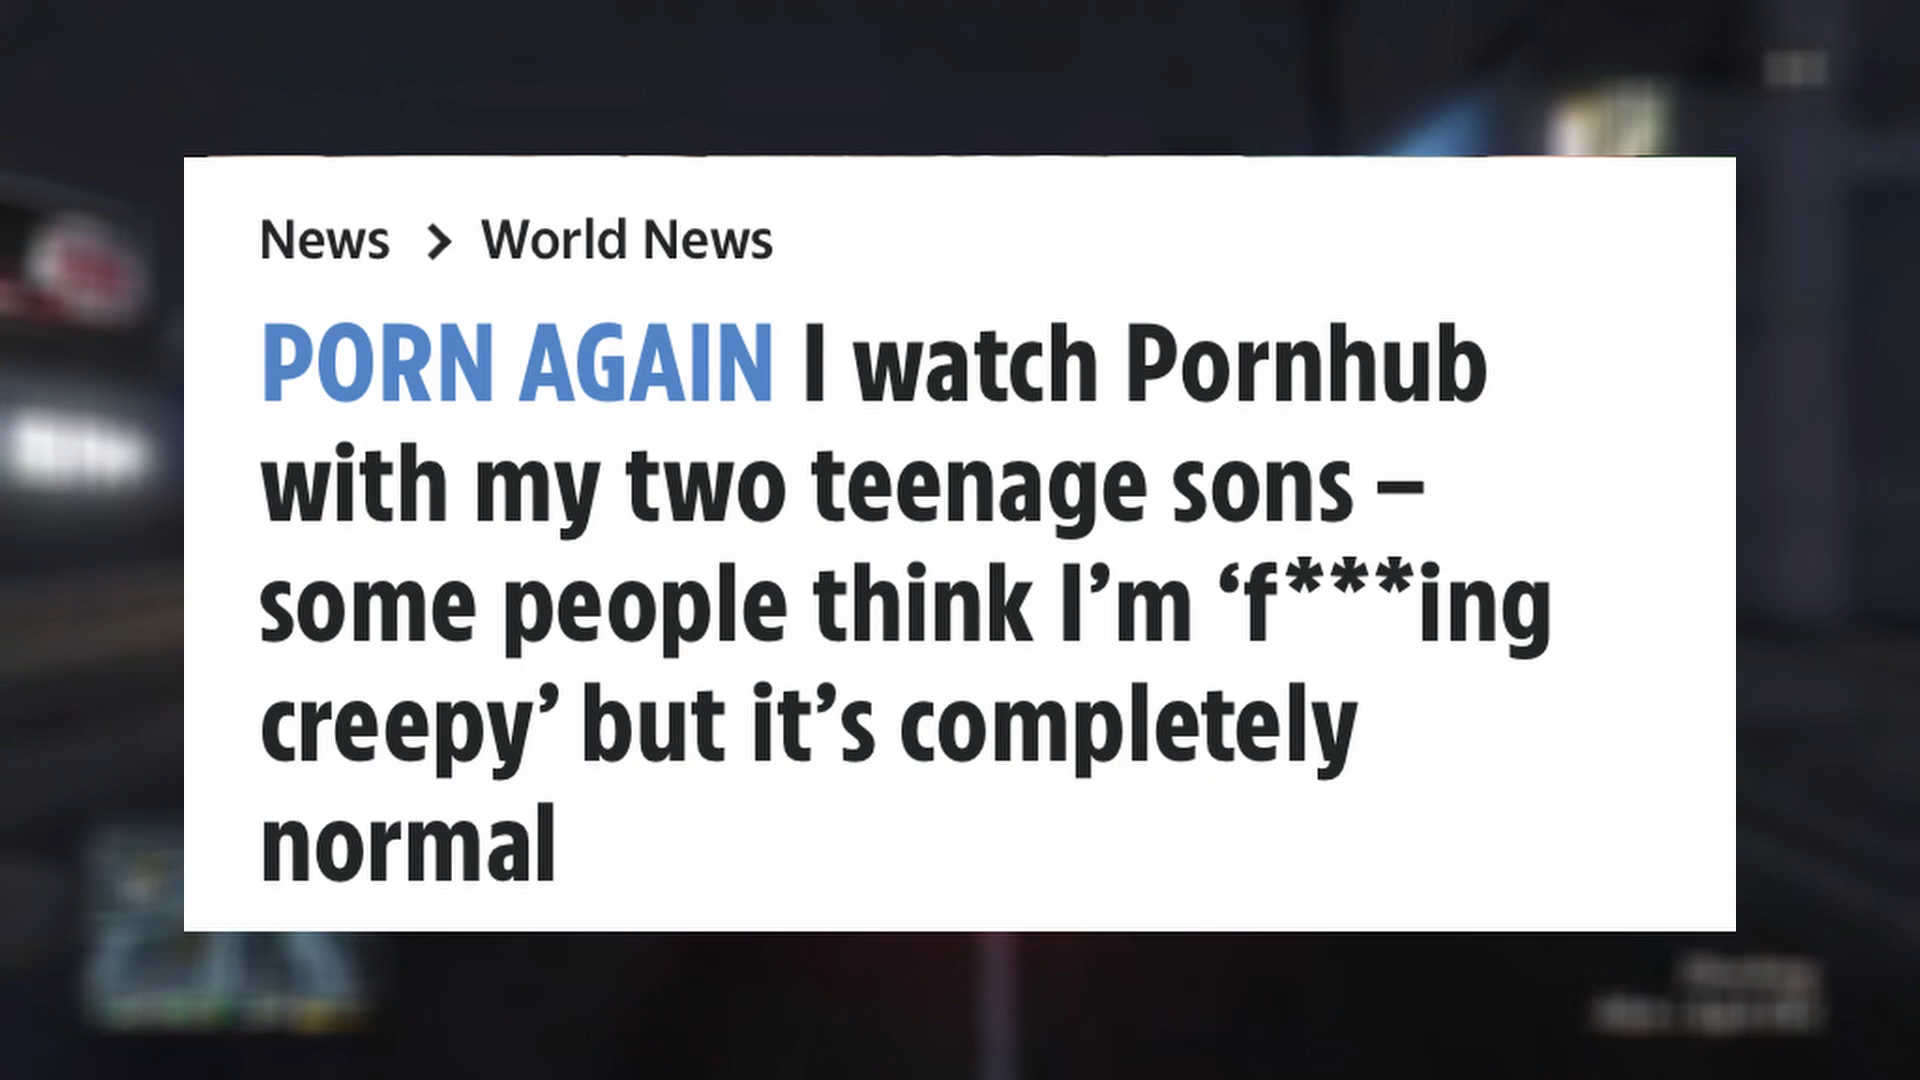 News > World News
PORN AGAIN I watch Pornhub
with my two teenage sons –
some people think I’m ‘f***ing
creepy’ but it’s completely
normal